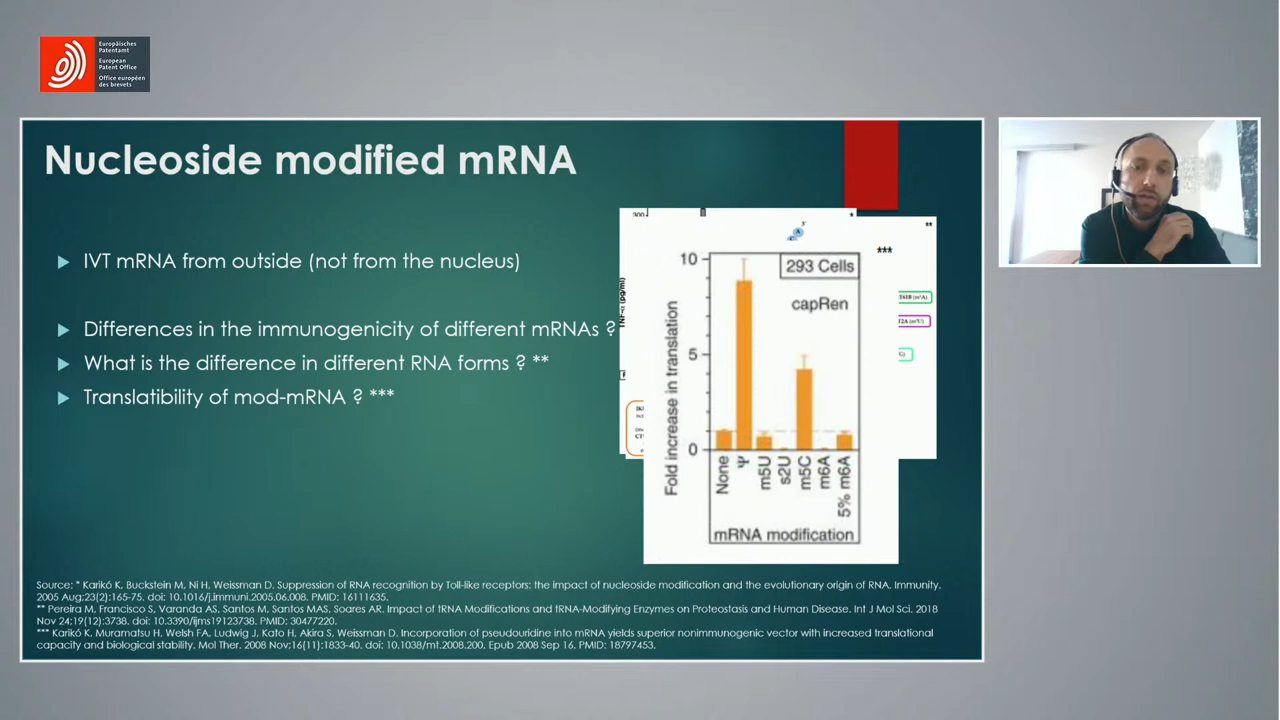 Europäisches
Patentamt
European
Patent Office
Office européen
des brevets
Nucleoside modified mRNA
IVT mRNA from outside (not from the nucleus)
Differences in the immunogenicity of different mRNAs ?
What is the difference in different RNA forms ? **
Translatibility of mod-mRNA ? ***
*
**
***
10
5
0
293 Cells
capRen
Fold increase in translation
None
Ψ
m5U
s2U
m5C
m6A
5% m6A
mRNA modification
Source: * Karikó K, Buckstein M, Ni H, Weissman D. Suppression of RNA recognition by Toll-like receptors: the impact of nucleoside modification and the evolutionary origin of RNA. Immunity.
2005 Aug;23(2):165-75. doi: 10.1016/j.immuni.2005.06.008. PMID: 16111635.
** Pereira M, Francisco S, Varanda AS, Santos M, Santos MAS, Soares AR. Impact of tRNA Modifications and tRNA-Modifying Enzymes on Proteostasis and Human Disease. Int J Mol Sci. 2018
Nov 24;19(12):3738. doi: 10.3390/ijms19123738. PMID: 30477220.
*** Karikó K, Muramatsu H, Welsh FA, Ludwig J, Kato H, Akira S, Weissman D. Incorporation of pseudouridine into mRNA yields superior nonimmunogenic vector with increased translational
capacity and biological stability. Mol Ther. 2008 Nov;16(11):1833-40. doi: 10.1038/mt.2008.200. Epub 2008 Sep 16. PMID: 18797453.